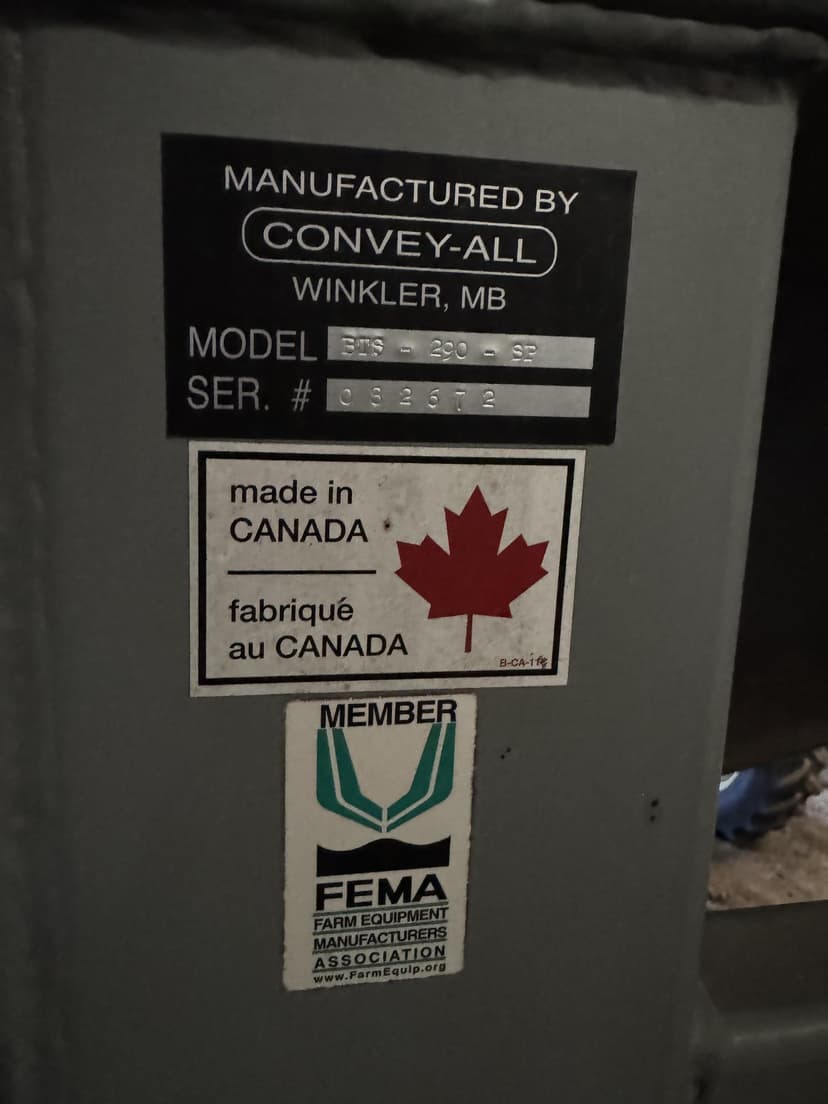 MANUFACTURED BY
CONVEY-ALL
WINKLER, MB
MODEL BTS - 290 - SP
SER. # 032672
made in
CANADA
fabriqué
au CANADA
MEMBER
FEMA
FARM EQUIPMENT
MANUFACTURERS
ASSOCIATION
www.FarmEquip.org